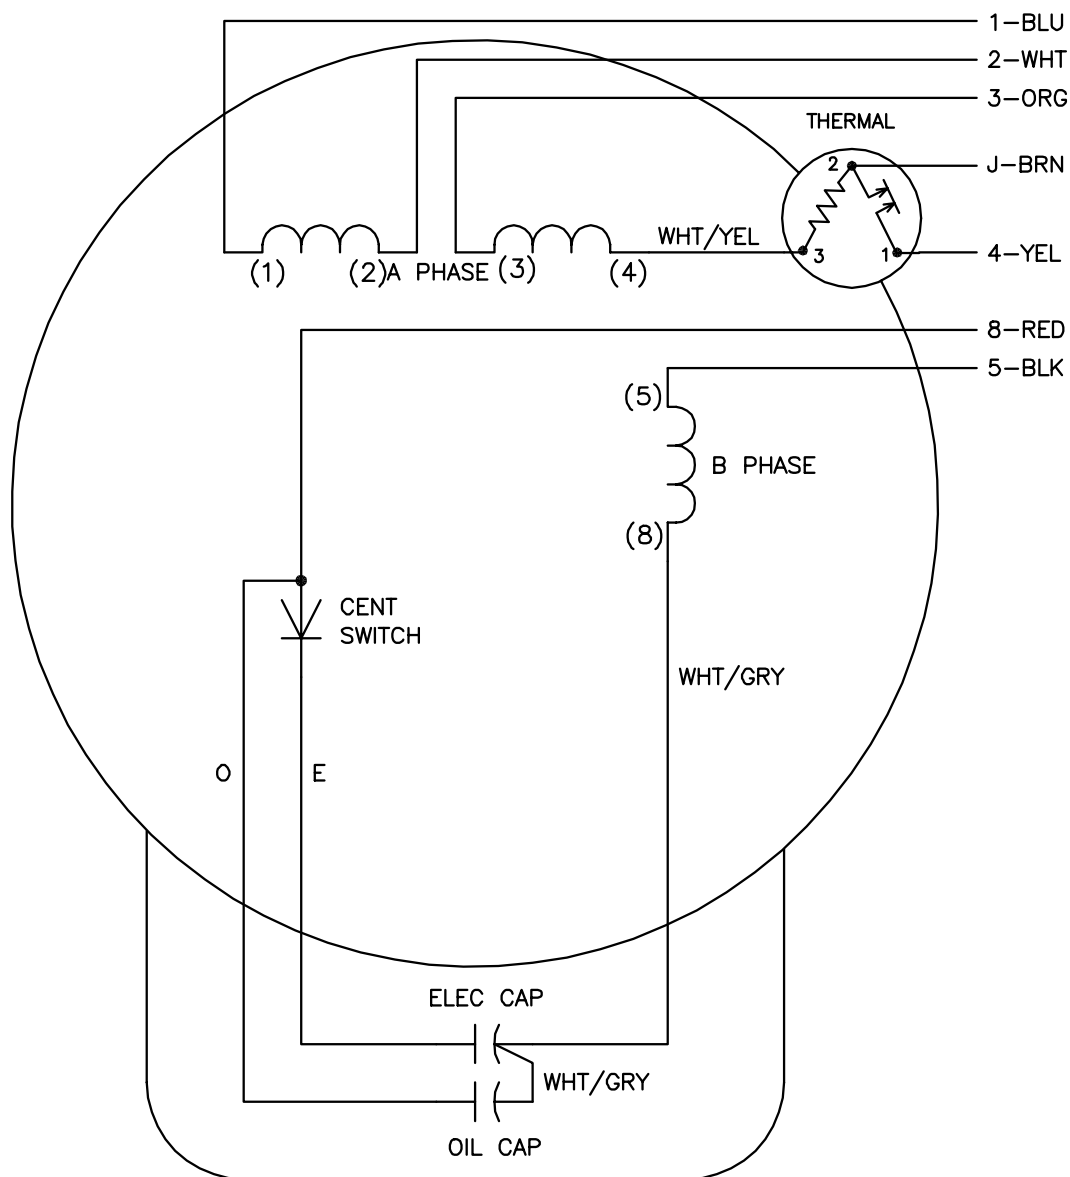 1-BLU
2-WHT
3-ORG
THERMAL
2
J-BRN
WHT/YEL
3
1
4-YEL
(1)
(2)
A PHASE
(3)
(4)
8-RED
5-BLK
(5)
B PHASE
(8)
CENT
SWITCH
WHT/GRY
O
E
ELEC CAP
WHT/GRY
OIL CAP